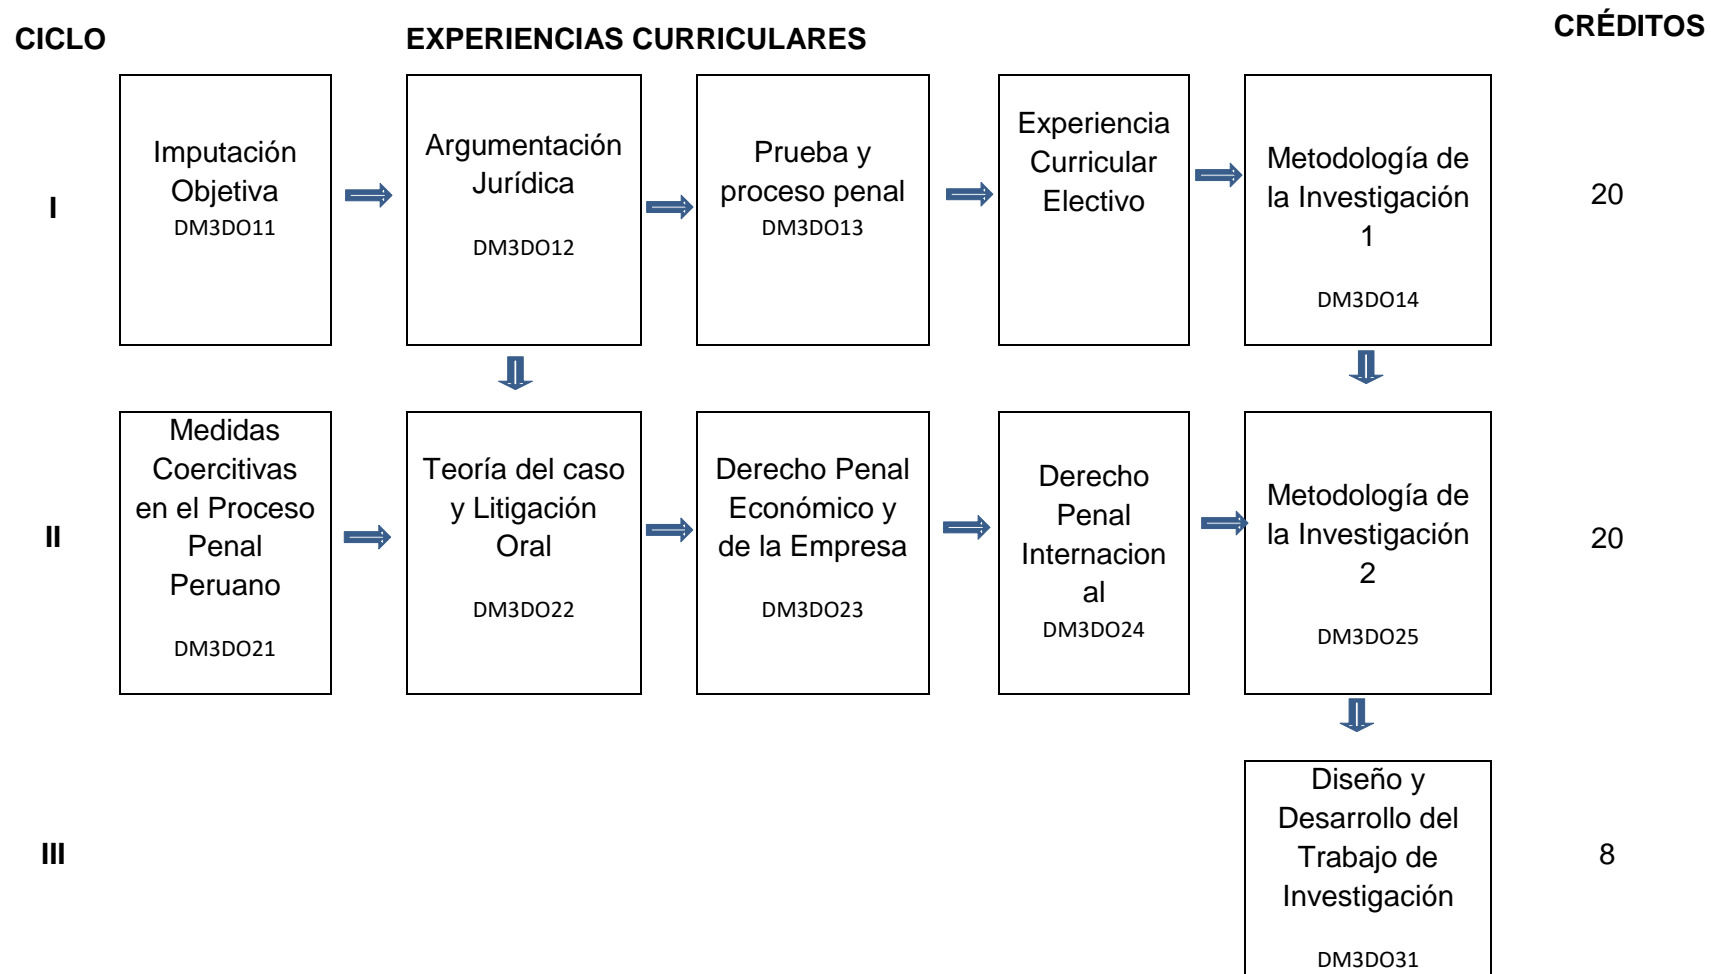 CICLO
EXPERIENCIAS CURRICULARES
CRÉDITOS
I
Imputación
Objetiva
DM3DO11
Argumentación
Jurídica
DM3DO12
Prueba y
proceso penal
DM3DO13
Experiencia
Curricular
Electivo
Metodología de
la Investigación
1
DM3DO14
20
II
Medidas
Coercitivas
en el Proceso
Penal
Peruano
DM3DO21
Teoría del caso
y Litigación
Oral
DM3DO22
Derecho Penal
Económico y
de la Empresa
DM3DO23
Derecho
Penal
Internacion
al
DM3DO24
Metodología de
la Investigación
2
DM3DO25
20
III
Diseño y
Desarrollo del
Trabajo de
Investigación
DM3DO31
8